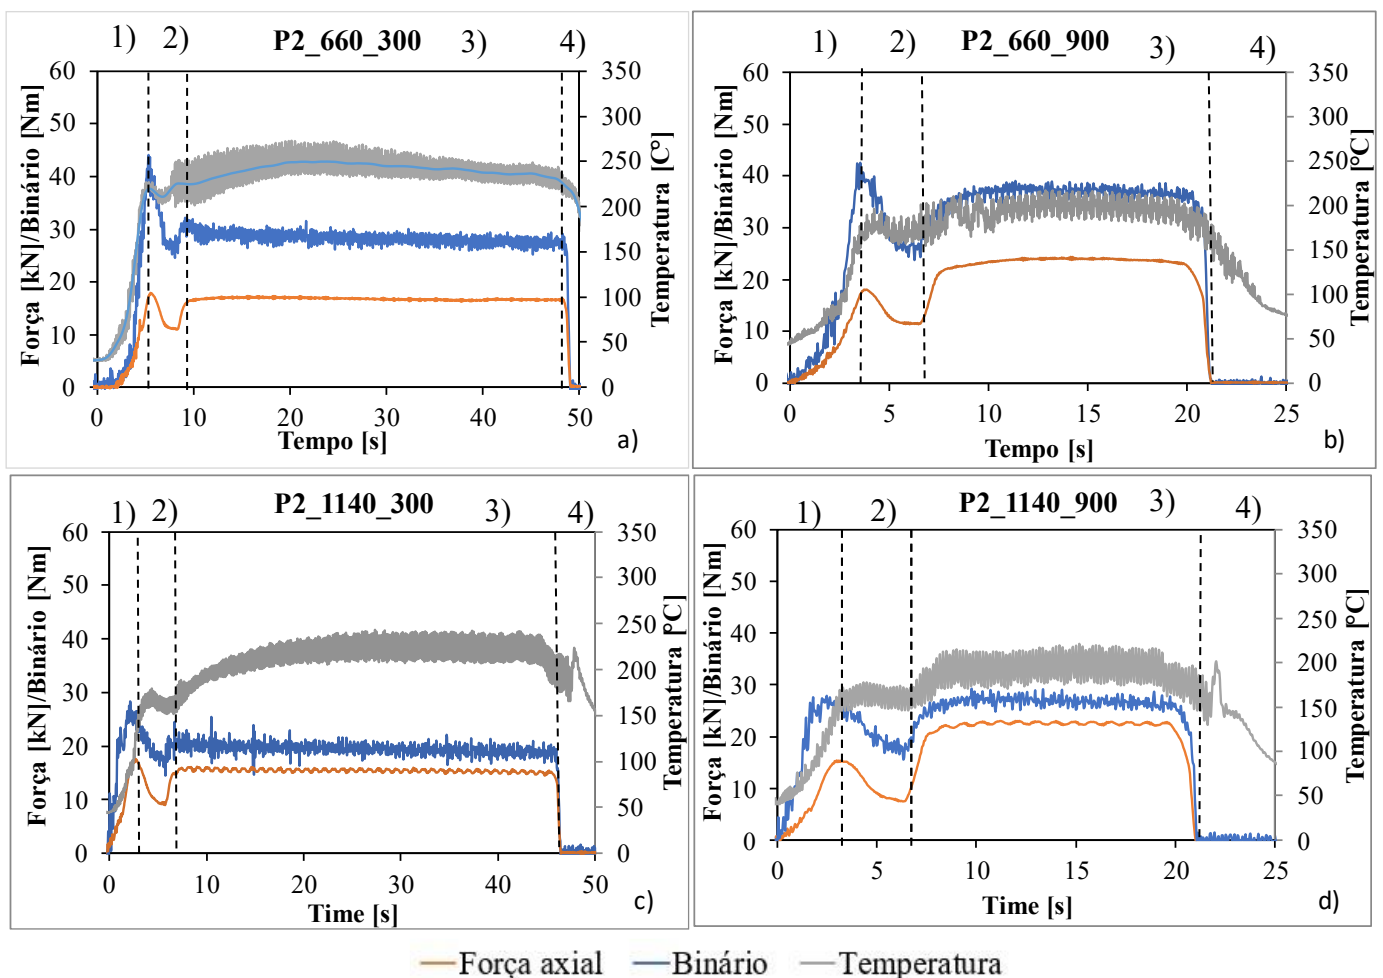 1) 2) P2_660_300 3) 4)
60 350
50 300
40 250
30 200
20 150
10 100
0 50
0
0 10 20 30 40 50
Força [kN]/Binário [Nm]
Temperatura [C°]
Tempo [s]
a)
1) 2) P2_660_900 3) 4)
60 350
50 300
40 250
30 200
20 150
10 100
0 50
0
0 5 10 15 20 25
Força [kN]/Binário [Nm]
Temperatura [°C]
Tempo [s]
b)
1) 2) P2_1140_300 3) 4)
60 350
50 300
40 250
30 200
20 150
10 100
0 50
0
0 10 20 30 40 50
Força [kN]/Binário [Nm]
Temperatura [°C]
Time [s]
c)
1) 2) P2_1140_900 3) 4)
60 350
50 300
40 250
30 200
20 150
10 100
0 50
0
0 5 10 15 20 25
Força [kN]/Binário [Nm]
Temperatura [°C]
Time [s]
d)
Força axial Binário Temperatura